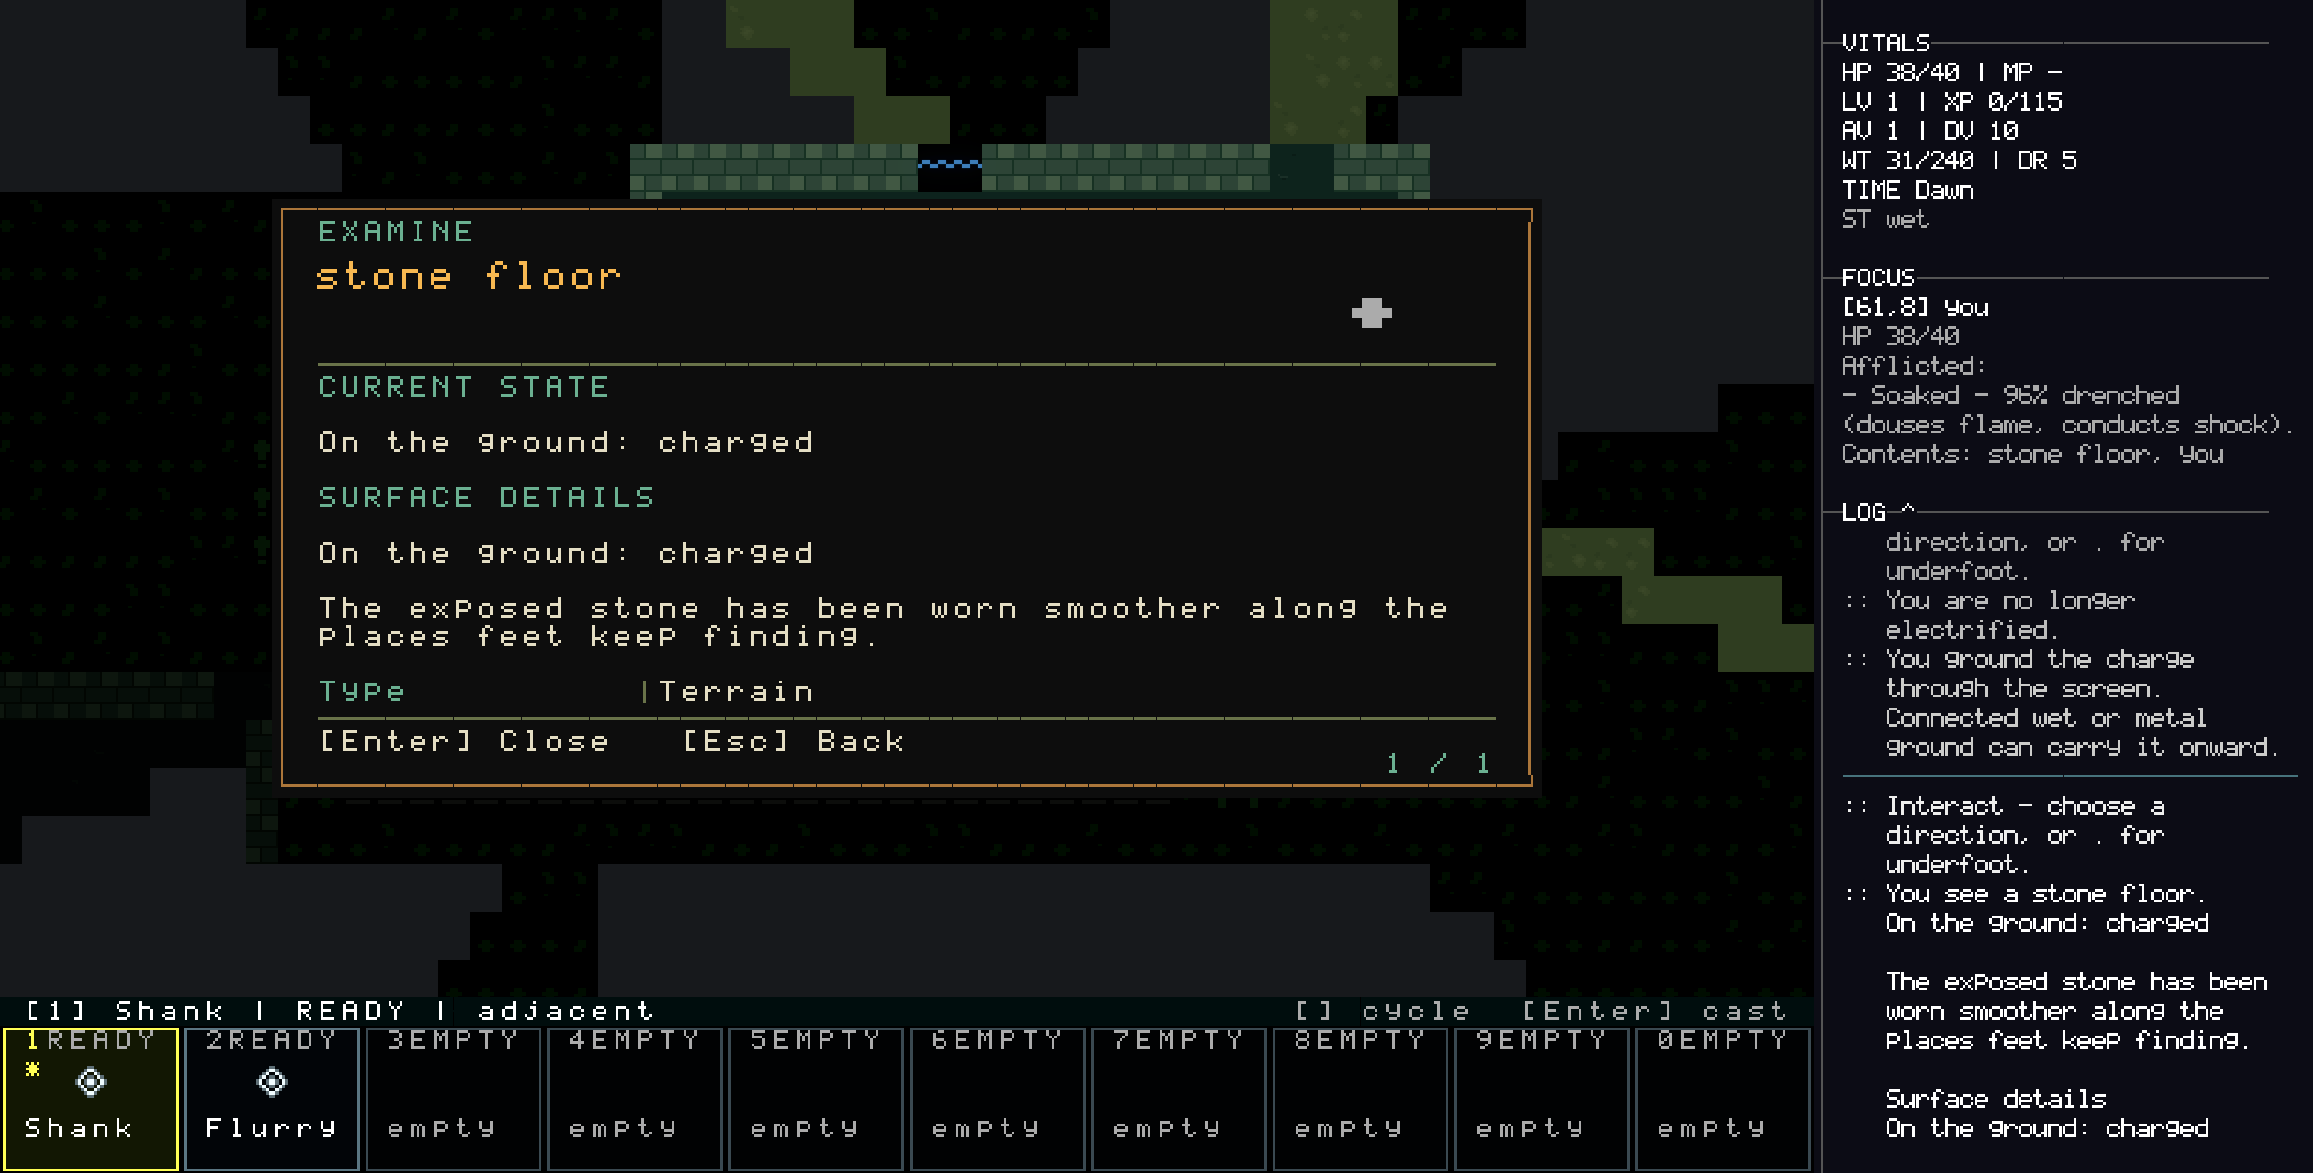 EXAMINE
stone floor
CURRENT STATE
On the ground: charged
SURFACE DETAILS
On the ground: charged
The exposed stone has been worn smoother along the
places feet keep finding.
Type | Terrain
[Enter] Close [Esc] Back
1 / 1
[1] Shank | READY | adjacent [] cycle [Enter] cast
1READY 2READY 3EMPTY 4EMPTY 5EMPTY 6EMPTY 7EMPTY 8EMPTY 9EMPTY 0EMPTY
Shank Flurry empty empty empty empty empty empty empty empty
VITALS
HP 38/40 | MP -
LV 1 | XP 0/115
AV 1 | DV 10
WT 31/240 | DR 5
TIME Dawn
ST wet
FOCUS
[61,8] You
HP 38/40
Afflicted:
- Soaked - 96% drenched
(douses flame, conducts shock).
Contents: stone floor, You
LOG ^
direction, or . for
underfoot.
:: You are no longer
electrified.
:: You ground the charge
through the screen.
Connected wet or metal
ground can carry it onward.
:: Interact - choose a
direction, or . for
underfoot.
:: You see a stone floor.
On the ground: charged
The exposed stone has been
worn smoother along the
places feet keep finding.
Surface details
On the ground: charged